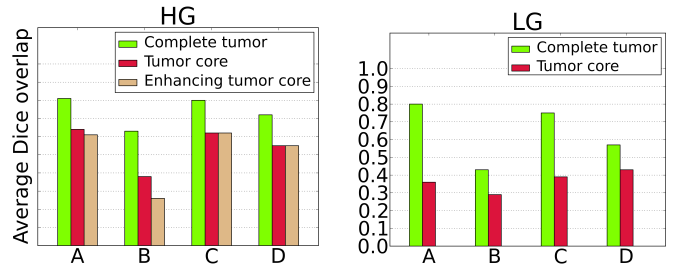 HG
Complete tumor
Tumor core
Enhancing tumor core
Average Dice overlap
A B C D
LG
Complete tumor
Tumor core
1.0
0.9
0.8
0.7
0.6
0.5
0.4
0.3
0.2
0.1
0.0
A B C D